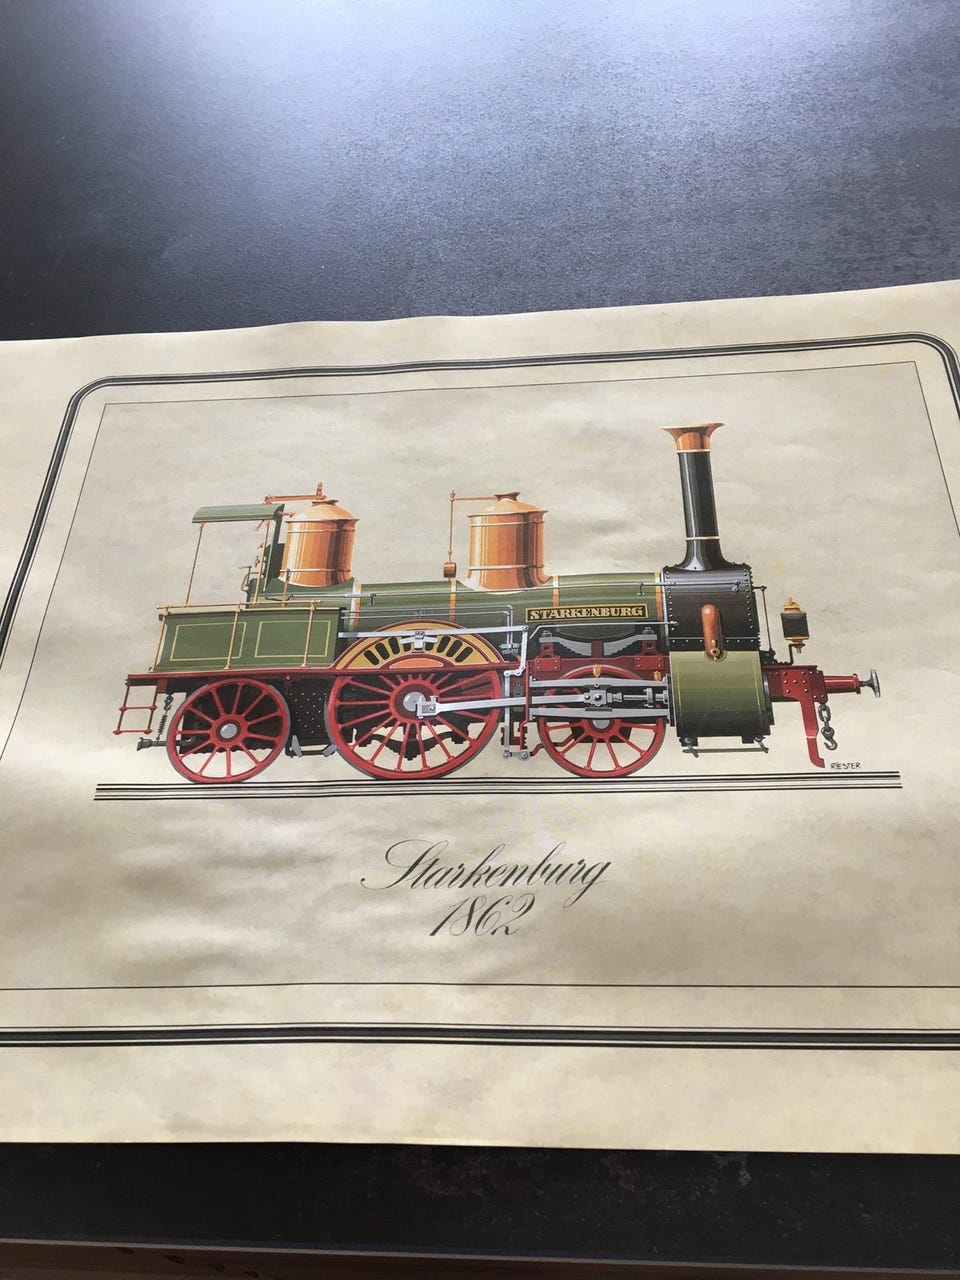 STARKENBURG
RIESTER
Starkenburg
1862